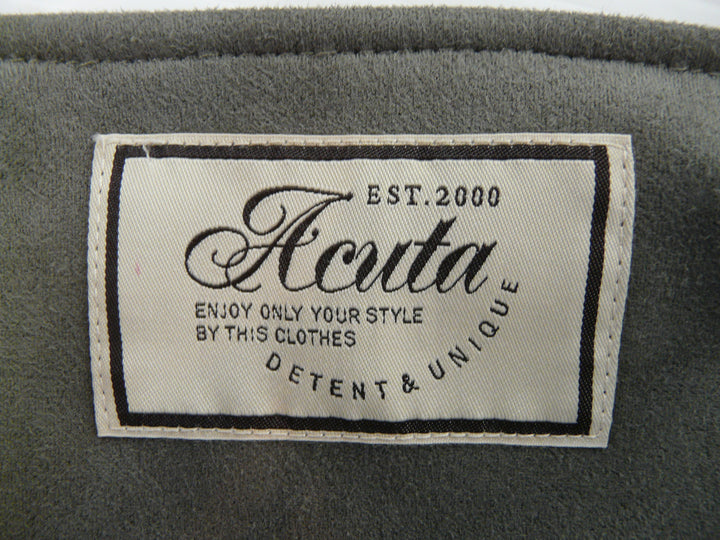 EST.2000
Acuta
ENJOY ONLY YOUR STYLE
BY THIS CLOTHES
DETENT & UNIQUE